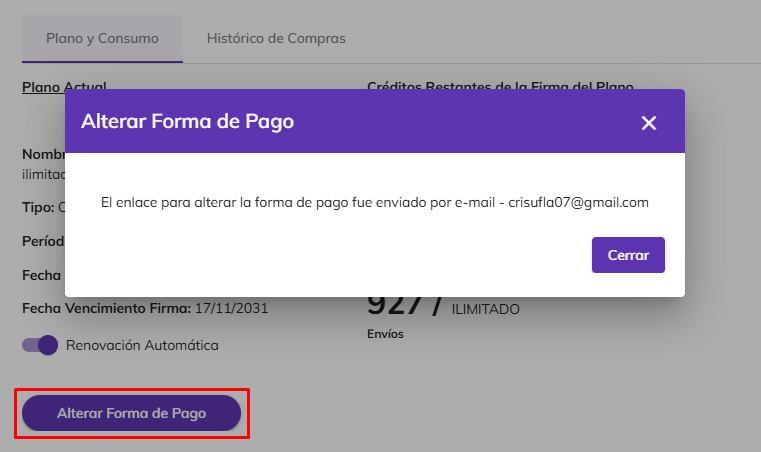 Plano y Consumo
Histórico de Compras
Plano Actual
Créditos Restantes de la Firma del Plano
Alterar Forma de Pago
El enlace para alterar la forma de pago fue enviado por e-mail - crisufla07@gmail.com
Cerrar
ilimitad
Tipo:
Fecha
Fecha Vencimiento Firma: 17/11/2031
927 / ILIMITADO
Envíos
Renovación Automática
Alterar Forma de Pago